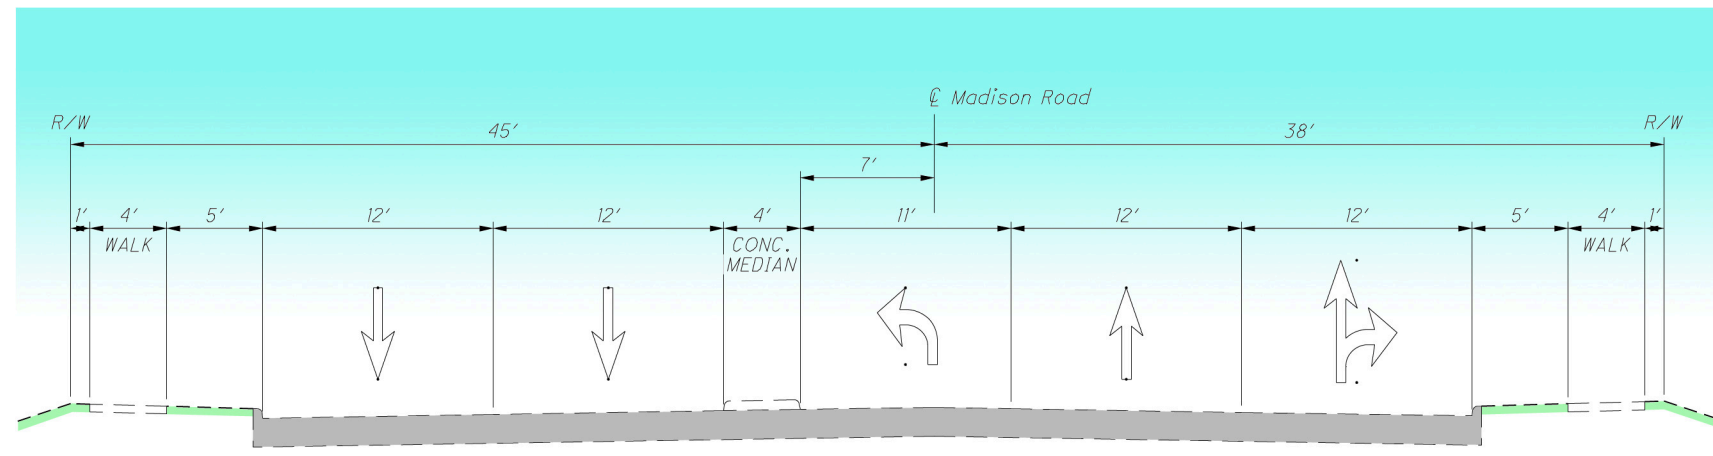 ℄ Madison Road
R/W 45' 38' R/W
7'
1' 4' 5' 12' 12' 4' 11' 12' 12' 5' 4' 1'
WALK CONC. WALK
MEDIAN